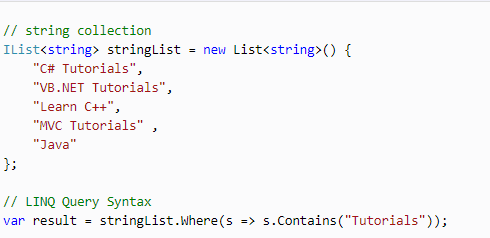 // string collection
IList<string> stringList = new List<string>() {
    "C# Tutorials",
    "VB.NET Tutorials",
    "Learn C++",
    "MVC Tutorials" ,
    "Java"
};

// LINQ Query Syntax
var result = stringList.Where(s => s.Contains("Tutorials"));